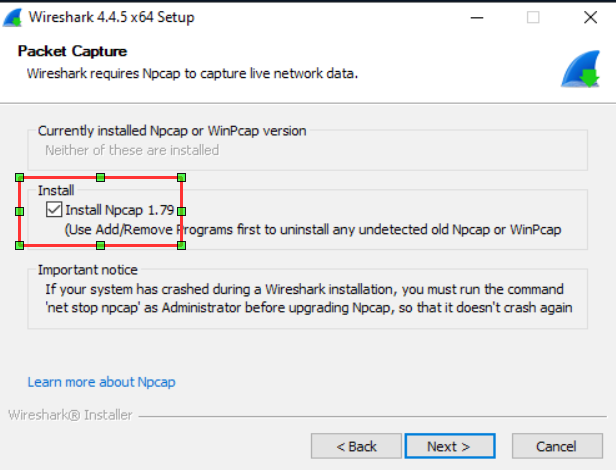 Wireshark 4.4.5 x64 Setup
Packet Capture
Wireshark requires Npcap to capture live network data.
Currently installed Npcap or WinPcap version
Neither of these are installed
Install
Install Npcap 1.79
(Use Add/Remove Programs first to uninstall any undetected old Npcap or WinPcap
Important notice
If your system has crashed during a Wireshark installation, you must run the command
'net stop npcap' as Administrator before upgrading Npcap, so that it doesn't crash again
Learn more about Npcap
Wireshark® Installer
< Back
Next >
Cancel